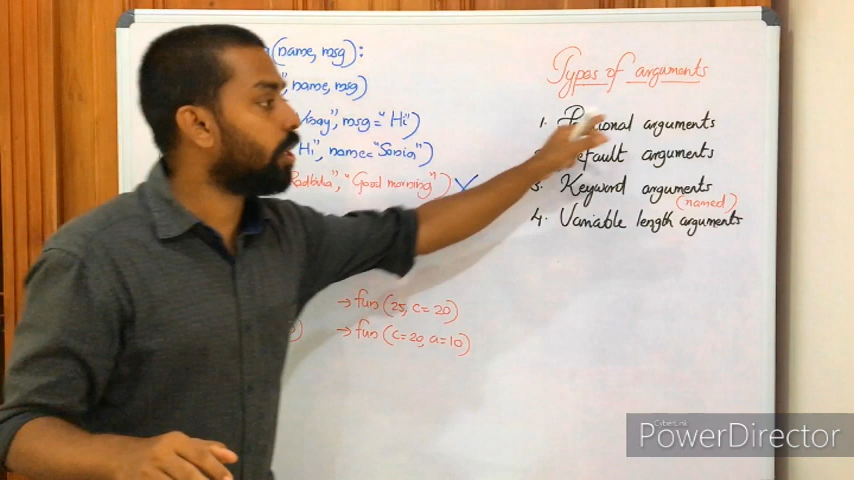 (name, msg):
", name, msg)
", msg = "Hi")
Hi", name="Sonia")
"Good morning")
→ fun(25, c = 20)
→ fun(c=20, a=10)
Types of arguments
1. arguments
arguments
3. Keyword arguments
(named)
4. Variable length arguments
CyberLink
PowerDirector